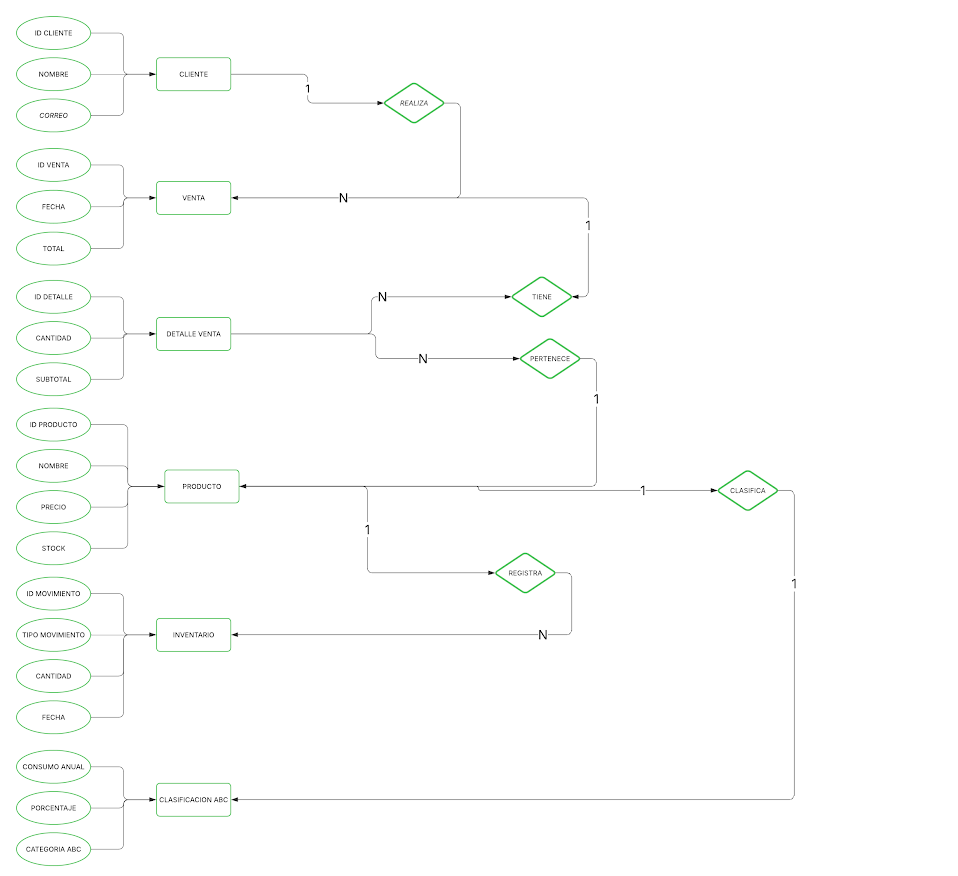 ID CLIENTE
NOMBRE
CORREO
CLIENTE
1
REALIZA
ID VENTA
FECHA
TOTAL
VENTA
N
1
ID DETALLE
CANTIDAD
SUBTOTAL
DETALLE VENTA
N
TIENE
N
PERTENECE
1
ID PRODUCTO
NOMBRE
PRECIO
STOCK
PRODUCTO
1
CLASIFICA
1
REGISTRA
1
ID MOVIMIENTO
TIPO MOVIMIENTO
CANTIDAD
FECHA
INVENTARIO
N
CONSUMO ANUAL
PORCENTAJE
CATEGORIA ABC
CLASIFICACION ABC